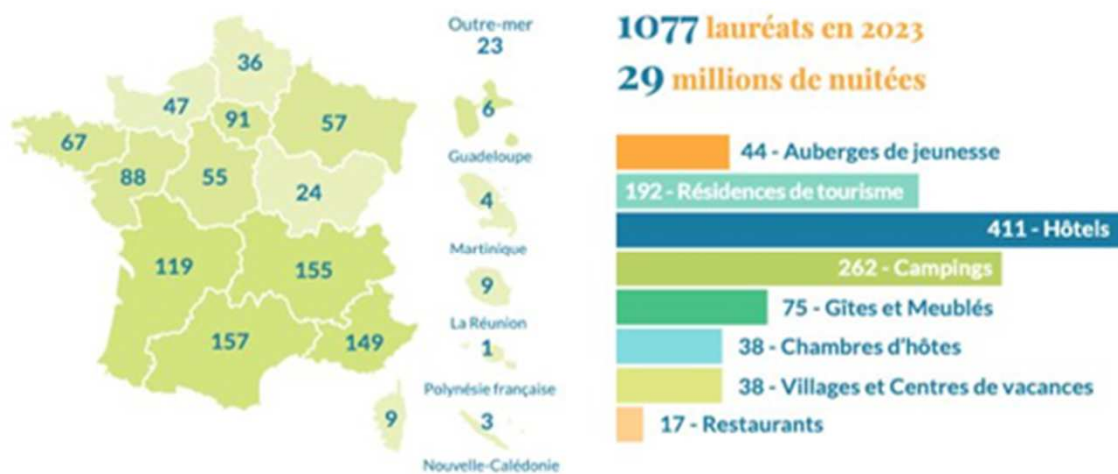 36
47
91
57
67
88
55
24
119
155
157
149
9
Outre-mer
23
6
Guadeloupe
4
Martinique
9
La Réunion
1
Polynésie française
3
Nouvelle-Calédonie
1077 lauréats en 2023
29 millions de nuitées
44 - Auberges de jeunesse
192 - Résidences de tourisme
411 - Hôtels
262 - Campings
75 - Gîtes et Meublés
38 - Chambres d'hôtes
38 - Villages et Centres de vacances
17 - Restaurants